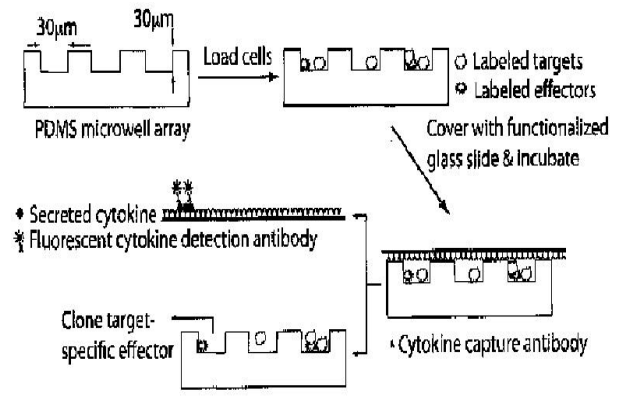 30μm
30μm
Load cells
Labeled targets
Labeled effectors
PDMS microwell array
Cover with functionalized
glass slide & incubate
Secreted cytokine
Fluorescent cytokine detection antibody
Clone target-
specific effector
Cytokine capture antibody